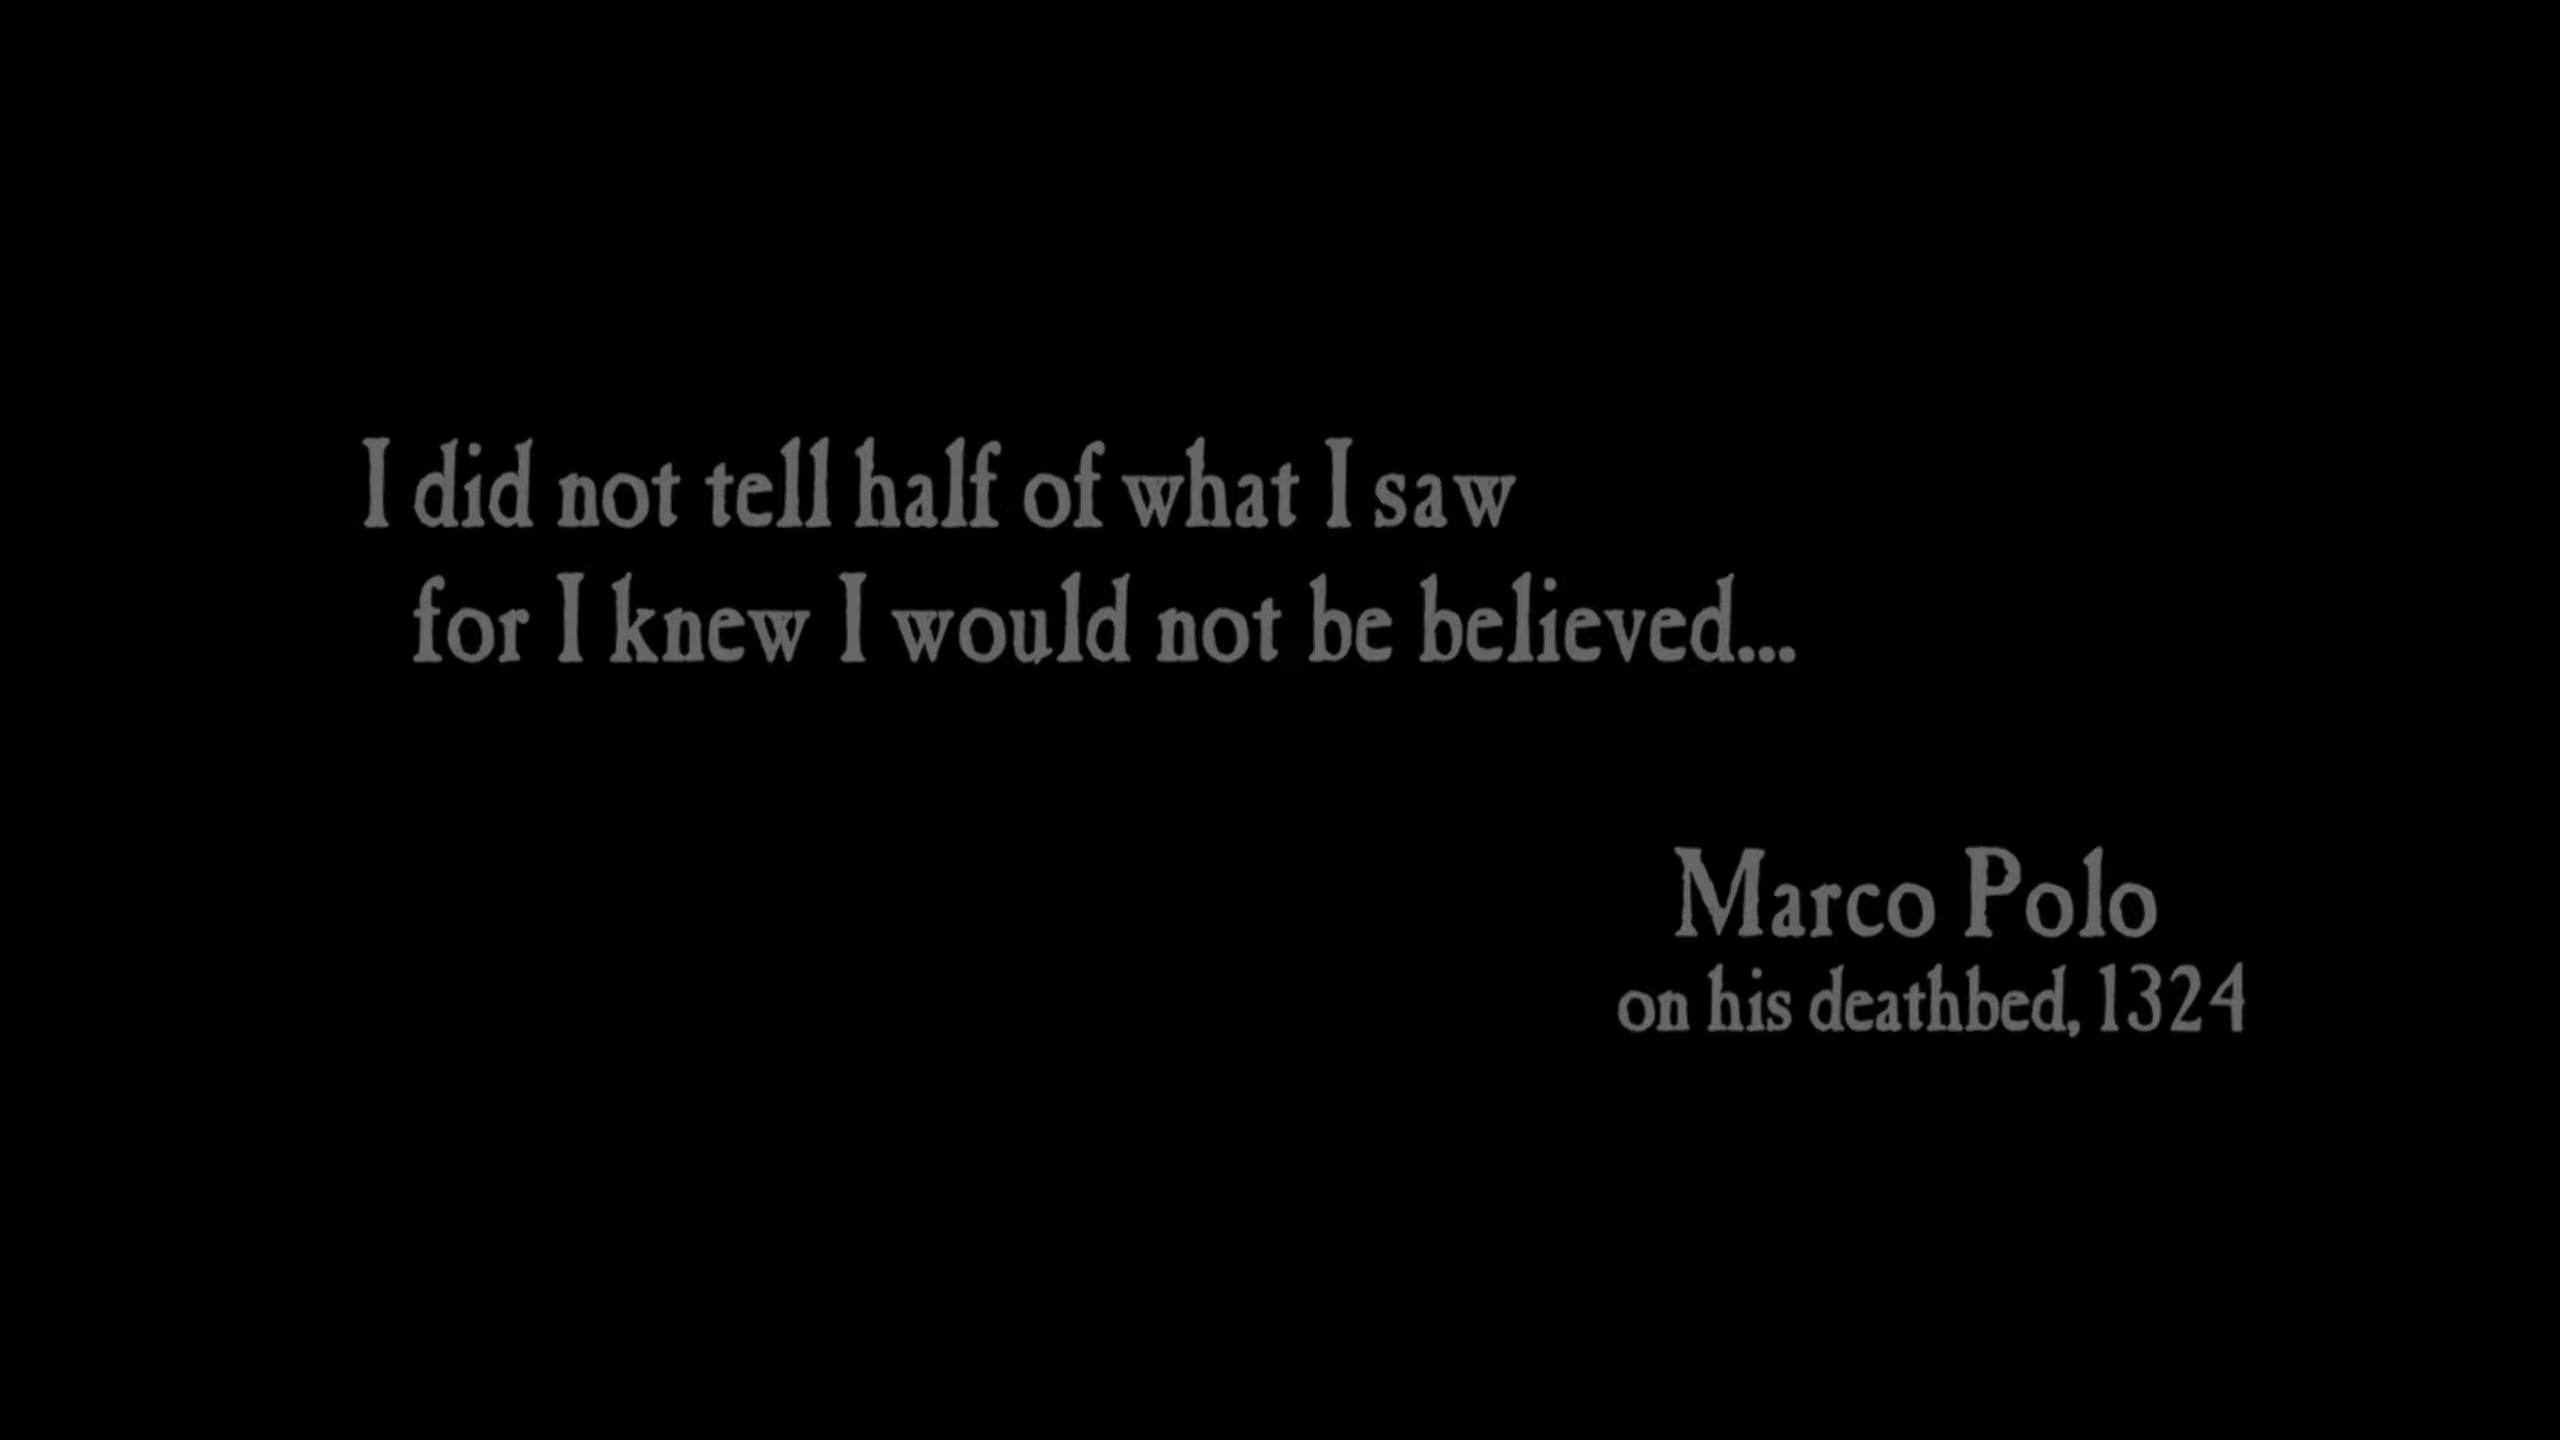 I did not tell half of what I saw
for I knew I would not be believed...
Marco Polo
on his deathbed, 1324